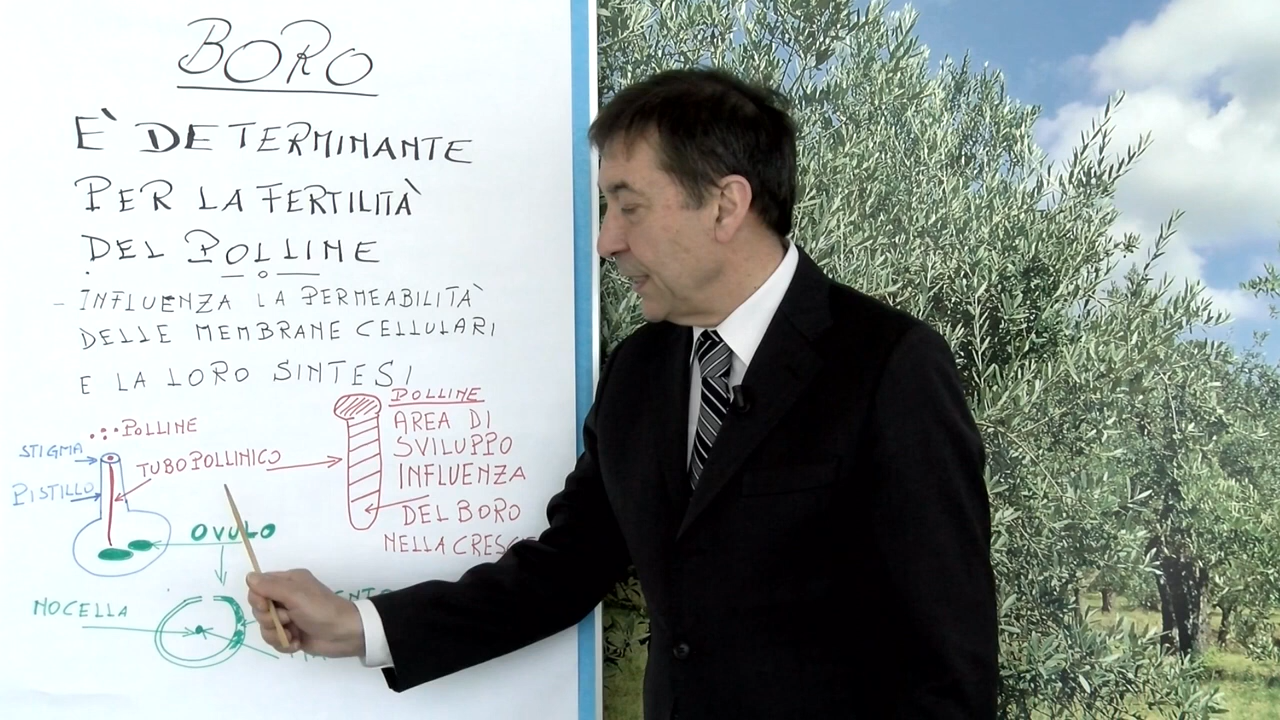 BORO
E' DETERMINANTE
PER LA FERTILITÀ
DEL POLLINE
- INFLUENZA LA PERMEABILITÀ
DELLE MEMBRANE CELLULARI
E LA LORO SINTESI
POLLINE
STIGMA
PISTILLO
TUBO POLLINICO
OVULO
NOCELLA
POLLINE
AREA DI
SVILUPPO
INFLUENZA
DEL BORO
NELLA